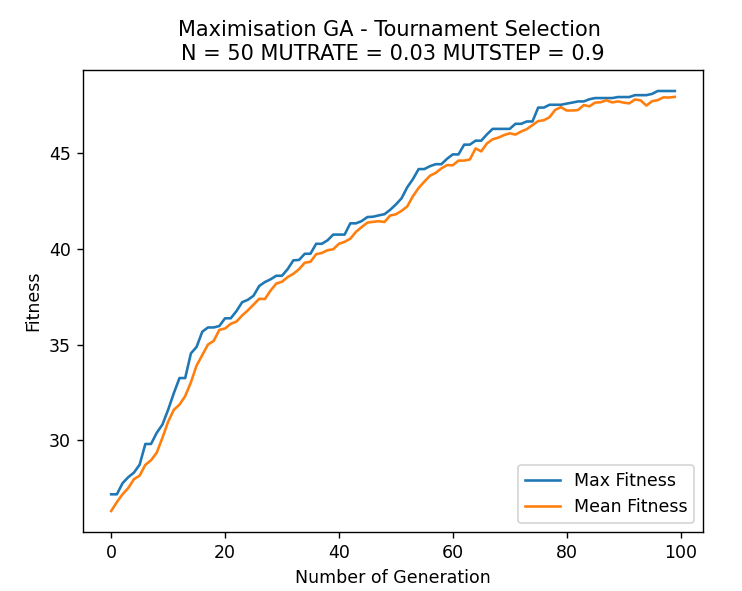 Maximisation GA - Tournament Selection
N = 50 MUTRATE = 0.03 MUTSTEP = 0.9
Fitness
45
40
35
30
Max Fitness
Mean Fitness
0 20 40 60 80 100
Number of Generation